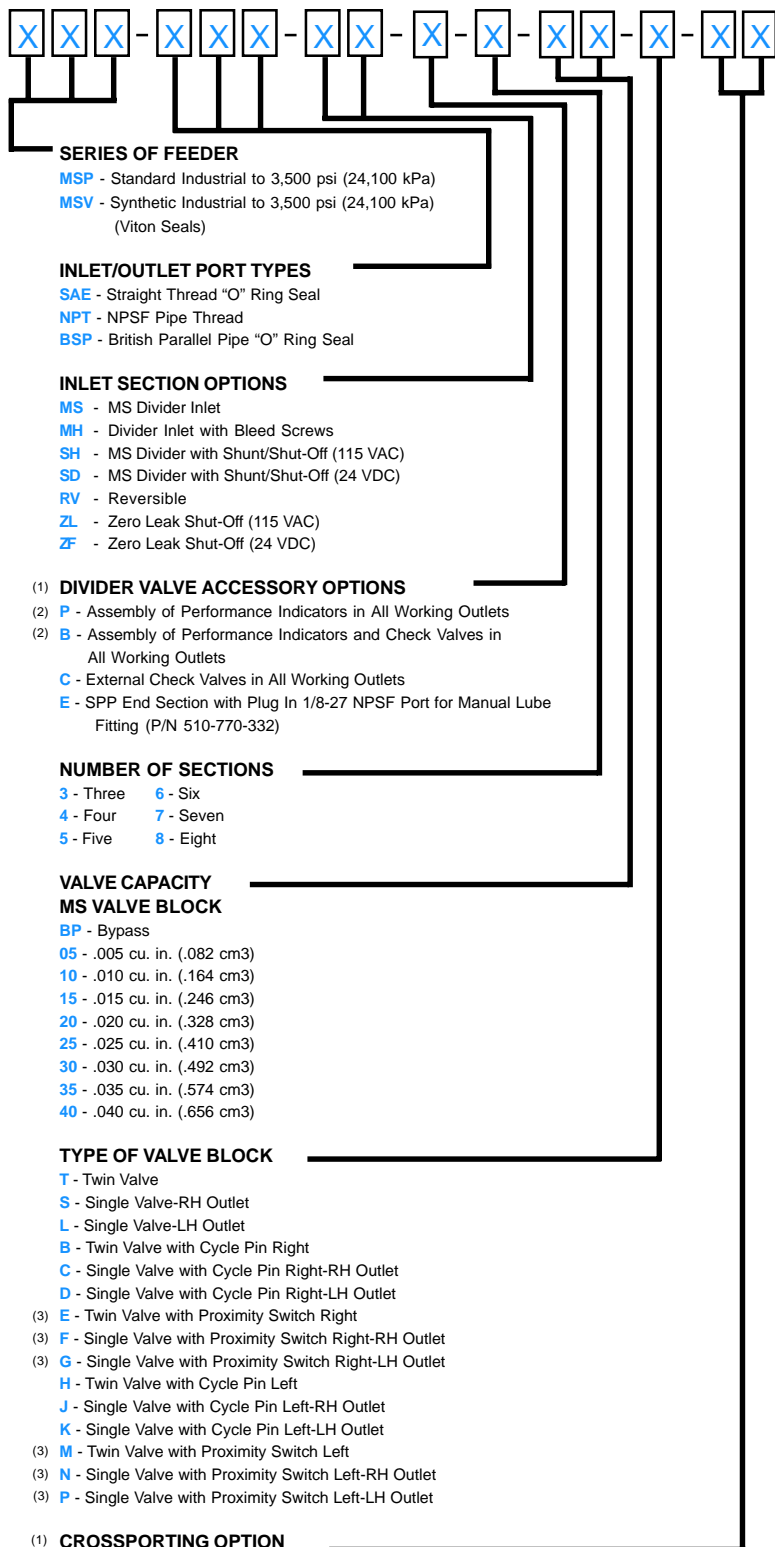 X X X - X X X - X X - X - X - X X - X - X X
SERIES OF FEEDER
MSP - Standard Industrial to 3,500 psi (24,100 kPa)
MSV - Synthetic Industrial to 3,500 psi (24,100 kPa)
(Viton Seals)
INLET/OUTLET PORT TYPES
SAE - Straight Thread “O” Ring Seal
NPT - NPSF Pipe Thread
BSP - British Parallel Pipe “O” Ring Seal
INLET SECTION OPTIONS
MS - MS Divider Inlet
MH - Divider Inlet with Bleed Screws
SH - MS Divider with Shunt/Shut-Off (115 VAC)
SD - MS Divider with Shunt/Shut-Off (24 VDC)
RV - Reversible
ZL - Zero Leak Shut-Off (115 VAC)
ZF - Zero Leak Shut-Off (24 VDC)
(1) DIVIDER VALVE ACCESSORY OPTIONS
(2) P - Assembly of Performance Indicators in All Working Outlets
(2) B - Assembly of Performance Indicators and Check Valves in
All Working Outlets
C - External Check Valves in All Working Outlets
E - SPP End Section with Plug In 1/8-27 NPSF Port for Manual Lube
Fitting (P/N 510-770-332)
NUMBER OF SECTIONS
3 - Three 6 - Six
4 - Four 7 - Seven
5 - Five 8 - Eight
VALVE CAPACITY
MS VALVE BLOCK
BP - Bypass
05 - .005 cu. in. (.082 cm3)
10 - .010 cu. in. (.164 cm3)
15 - .015 cu. in. (.246 cm3)
20 - .020 cu. in. (.328 cm3)
25 - .025 cu. in. (.410 cm3)
30 - .030 cu. in. (.492 cm3)
35 - .035 cu. in. (.574 cm3)
40 - .040 cu. in. (.656 cm3)
TYPE OF VALVE BLOCK
T - Twin Valve
S - Single Valve-RH Outlet
L - Single Valve-LH Outlet
B - Twin Valve with Cycle Pin Right
C - Single Valve with Cycle Pin Right-RH Outlet
D - Single Valve with Cycle Pin Right-LH Outlet
(3) E - Twin Valve with Proximity Switch Right
(3) F - Single Valve with Proximity Switch Right-RH Outlet
(3) G - Single Valve with Proximity Switch Right-LH Outlet
H - Twin Valve with Cycle Pin Left
J - Single Valve with Cycle Pin Left-RH Outlet
K - Single Valve with Cycle Pin Left-LH Outlet
(3) M - Twin Valve with Proximity Switch Left
(3) N - Single Valve with Proximity Switch Left-RH Outlet
(3) P - Single Valve with Proximity Switch Left-LH Outlet
(1) CROSSPORTING OPTION